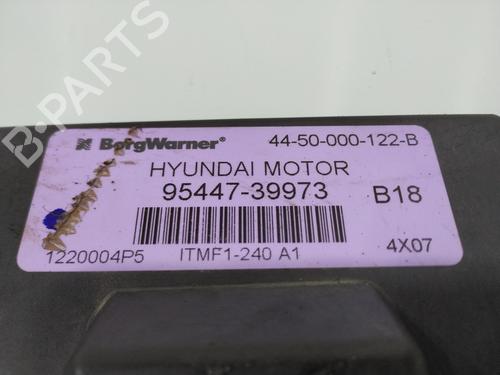 BorgWarner® 44-50-000-122-B
HYUNDAI MOTOR
95447-39973 B18
1220004P5 ITMF1-240 A1 4X07
B-PARTS